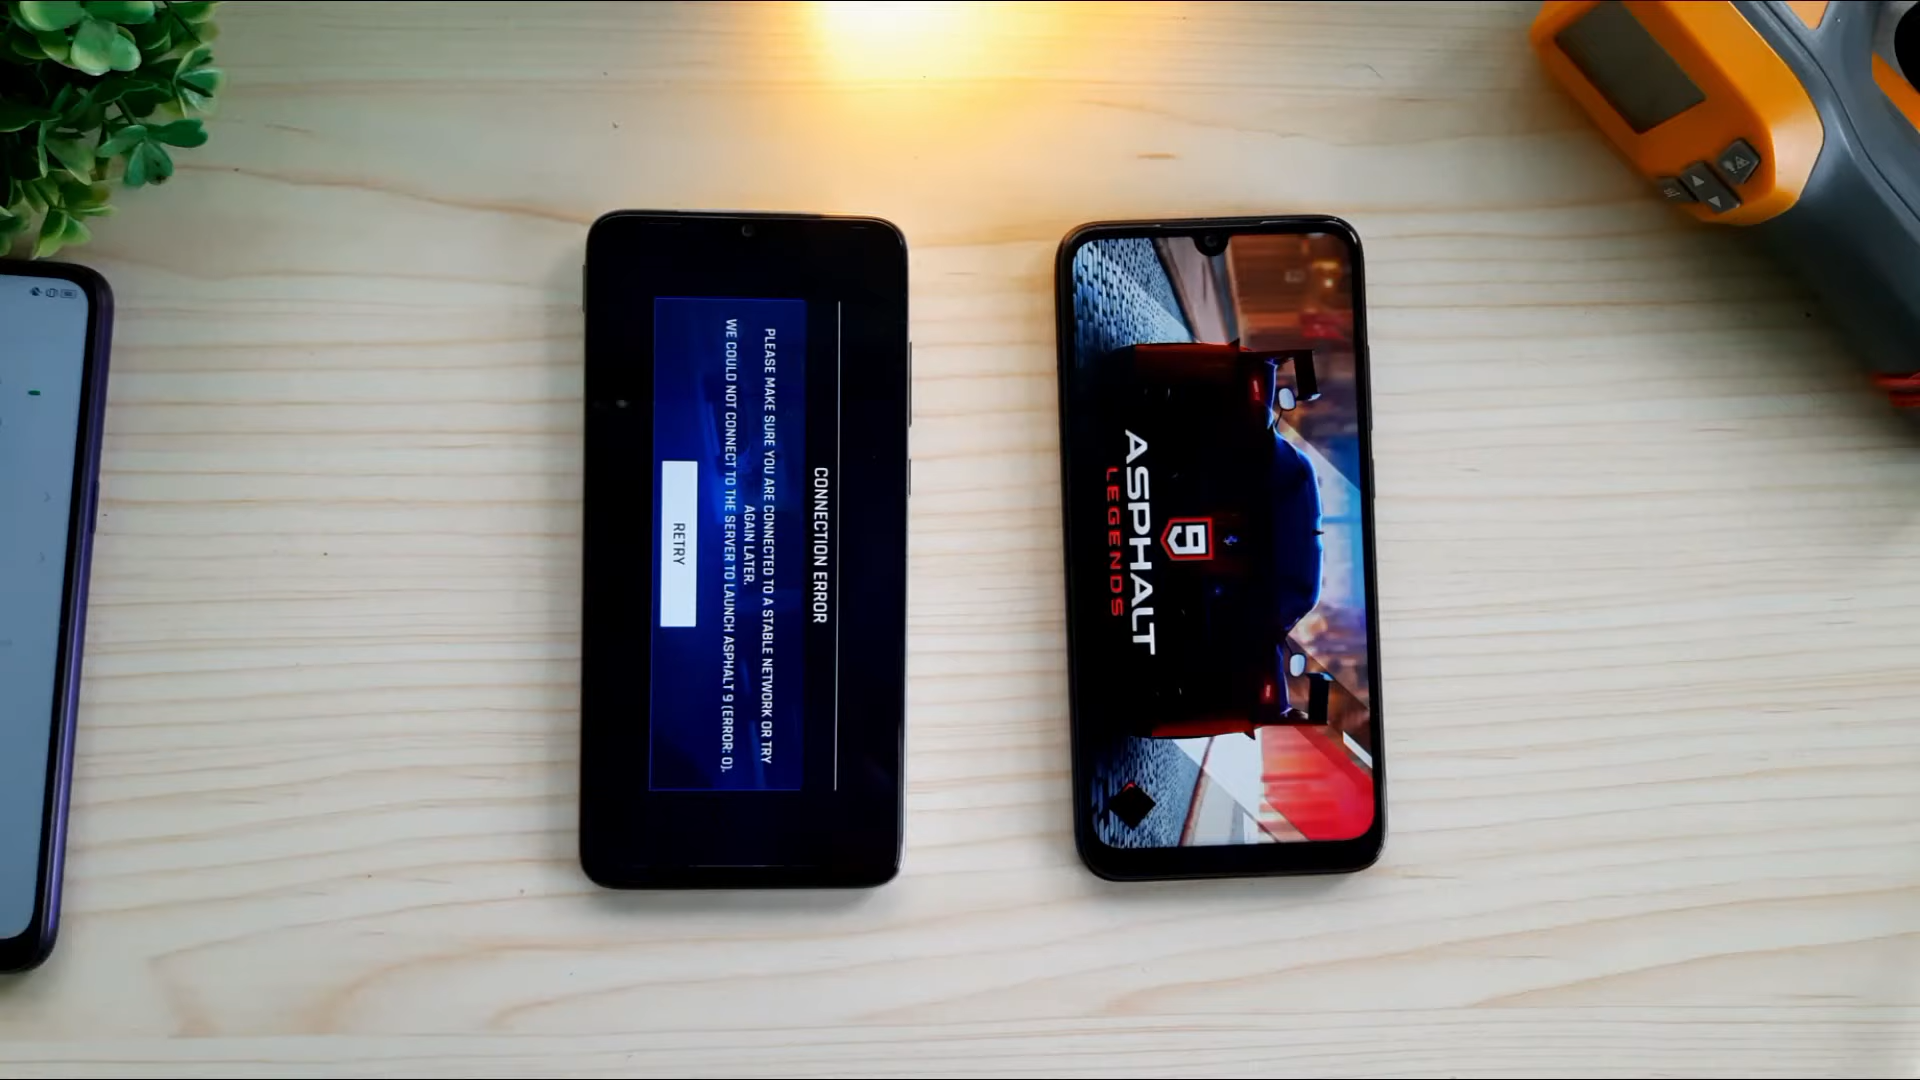 CONNECTION ERROR
PLEASE MAKE SURE YOU ARE CONNECTED TO A STABLE NETWORK OR TRY
AGAIN LATER.
WE COULD NOT CONNECT TO THE SERVER TO LAUNCH ASPHALT 9 (ERROR: 0).
RETRY
9
ASPHALT
LEGENDS